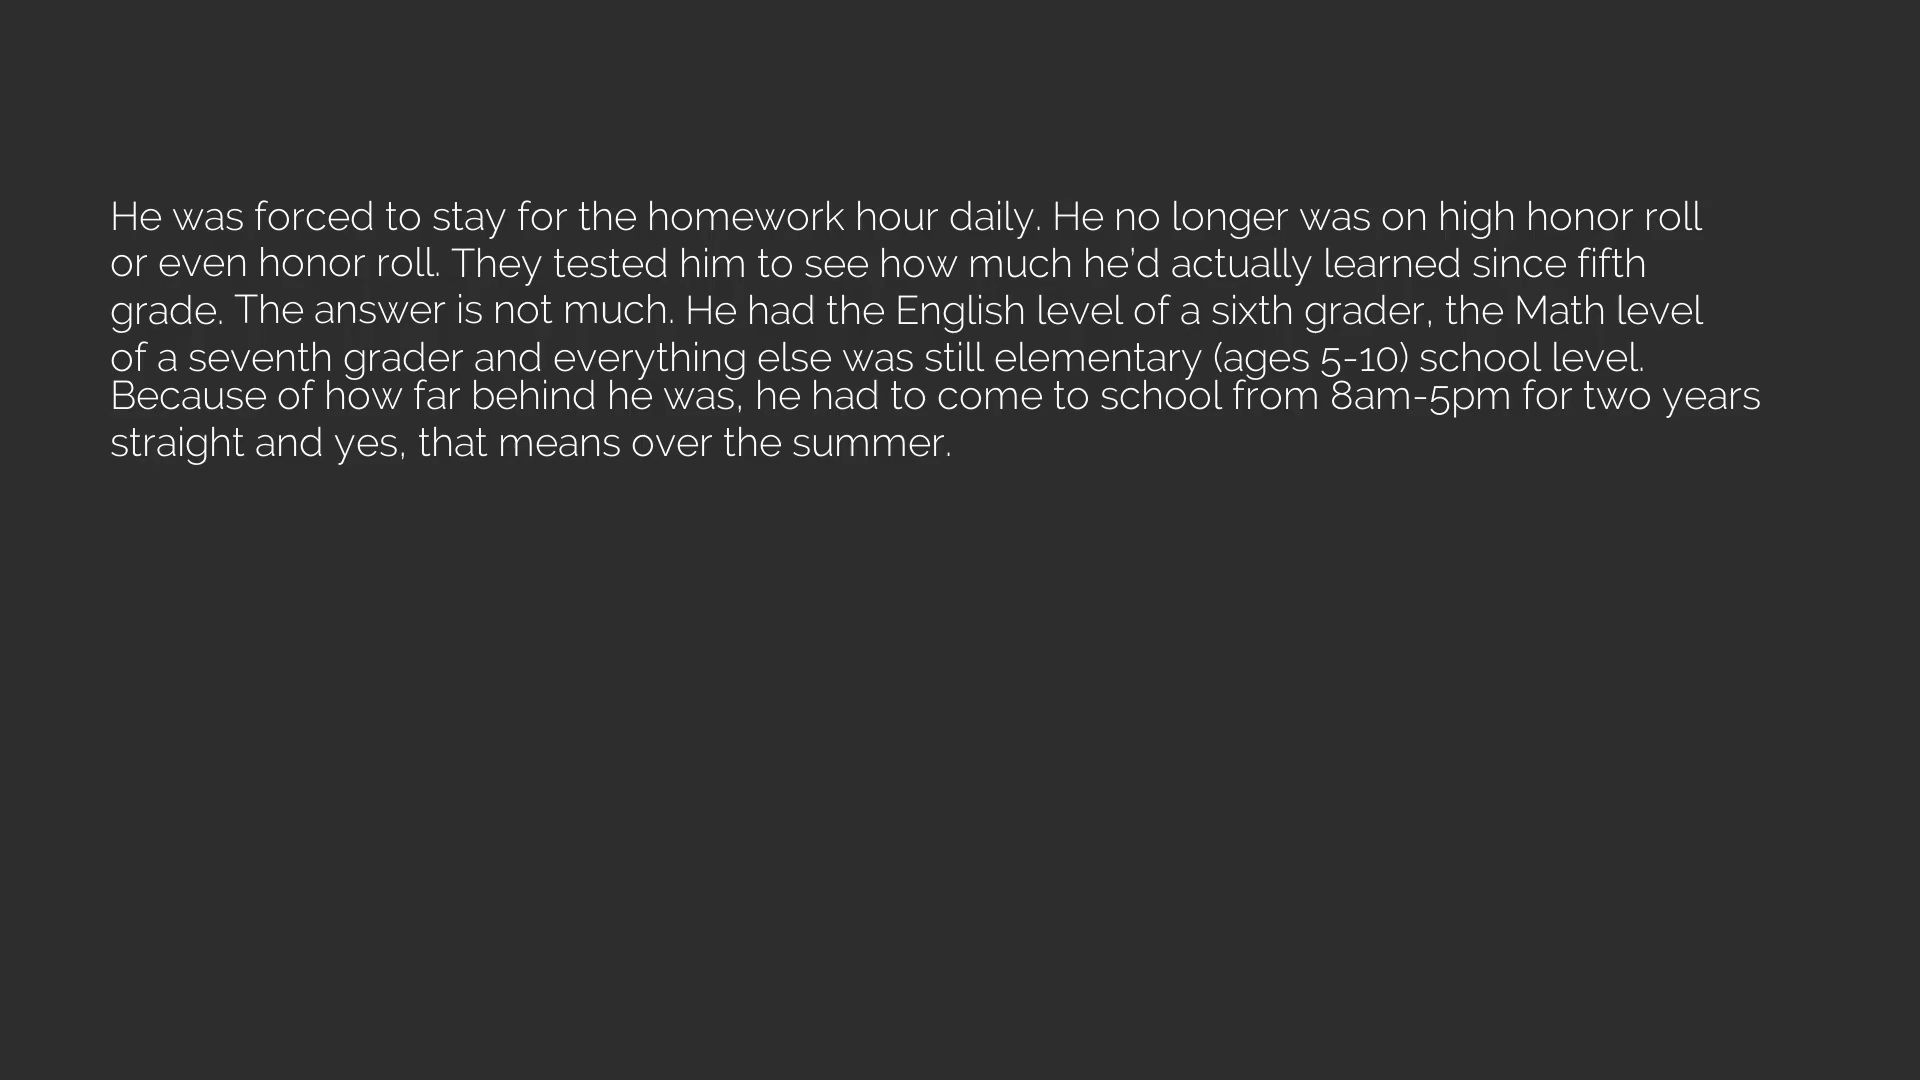 He was forced to stay for the homework hour daily. He no longer was on high honor roll
or even honor roll. They tested him to see how much he'd actually learned since fifth
grade. The answer is not much. He had the English level of a sixth grader, the Math level
of a seventh grader and everything else was still elementary (ages 5-10) school level.
Because of how far behind he was, he had to come to school from 8am-5pm for two years
straight and yes, that means over the summer.